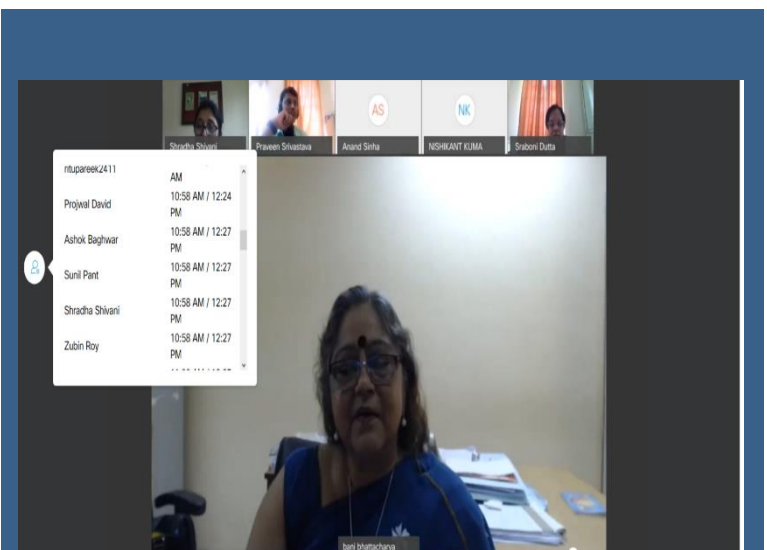 AS
NK
Shradha Shivani
Praveen Srivastava
Anand Sinha
NISHIKANT KUMA
Sraboni Dutta
ntupareek2411
AM
Projwal David
10:58 AM / 12:24
PM
Ashok Baghwar
10:58 AM / 12:27
PM
Sunil Pant
10:58 AM / 12:27
PM
Shradha Shivani
10:58 AM / 12:27
PM
Zubin Roy
10:58 AM / 12:27
PM
bani bhattacharya